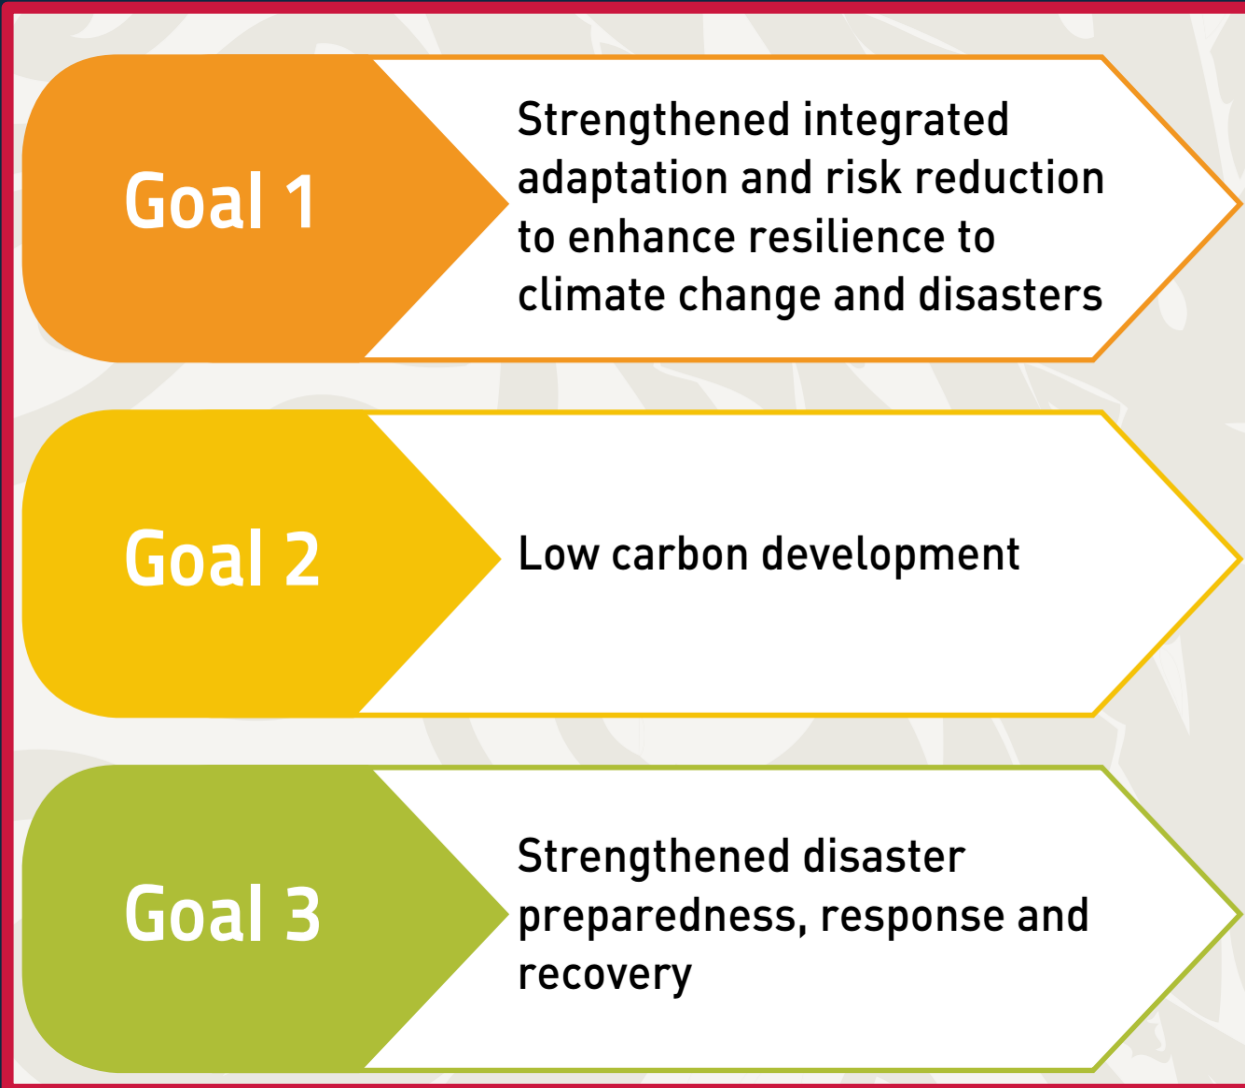 Goal 1
Strengthened integrated
adaptation and risk reduction
to enhance resilience to
climate change and disasters
Goal 2
Low carbon development
Goal 3
Strengthened disaster
preparedness, response and
recovery